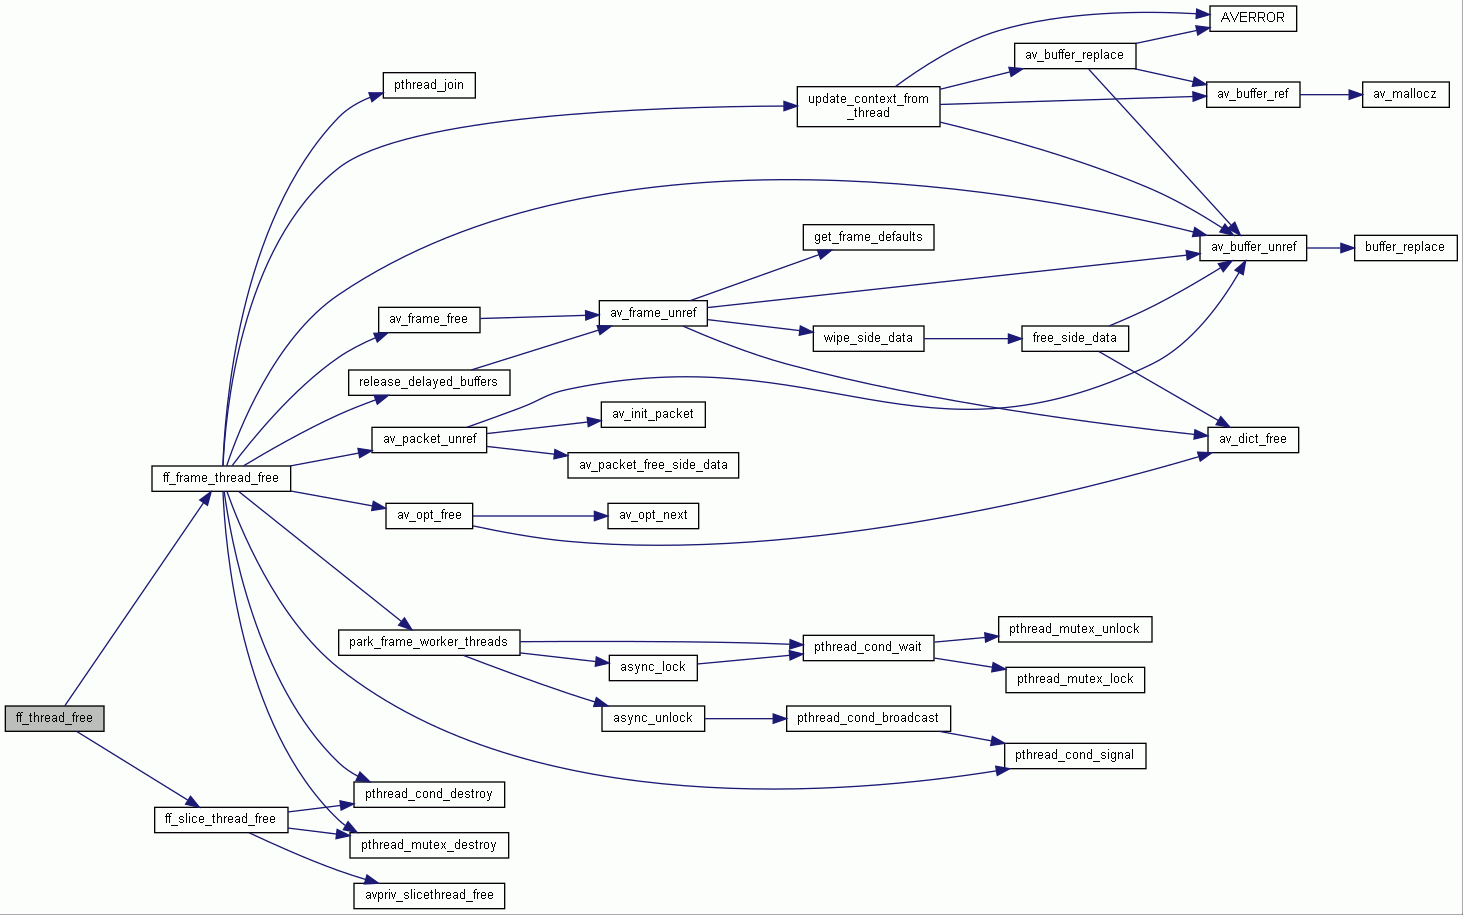 AVERROR
av_buffer_replace
pthread_join
update_context_from
_thread
av_buffer_ref
av_mallocz
get_frame_defaults
av_buffer_unref
buffer_replace
av_frame_free
av_frame_unref
wipe_side_data
free_side_data
release_delayed_buffers
av_init_packet
av_packet_unref
av_dict_free
av_packet_free_side_data
ff_frame_thread_free
av_opt_free
av_opt_next
pthread_mutex_unlock
park_frame_worker_threads
pthread_cond_wait
async_lock
pthread_mutex_lock
ff_thread_free
async_unlock
pthread_cond_broadcast
pthread_cond_signal
pthread_cond_destroy
ff_slice_thread_free
pthread_mutex_destroy
avpriv_slicethread_free